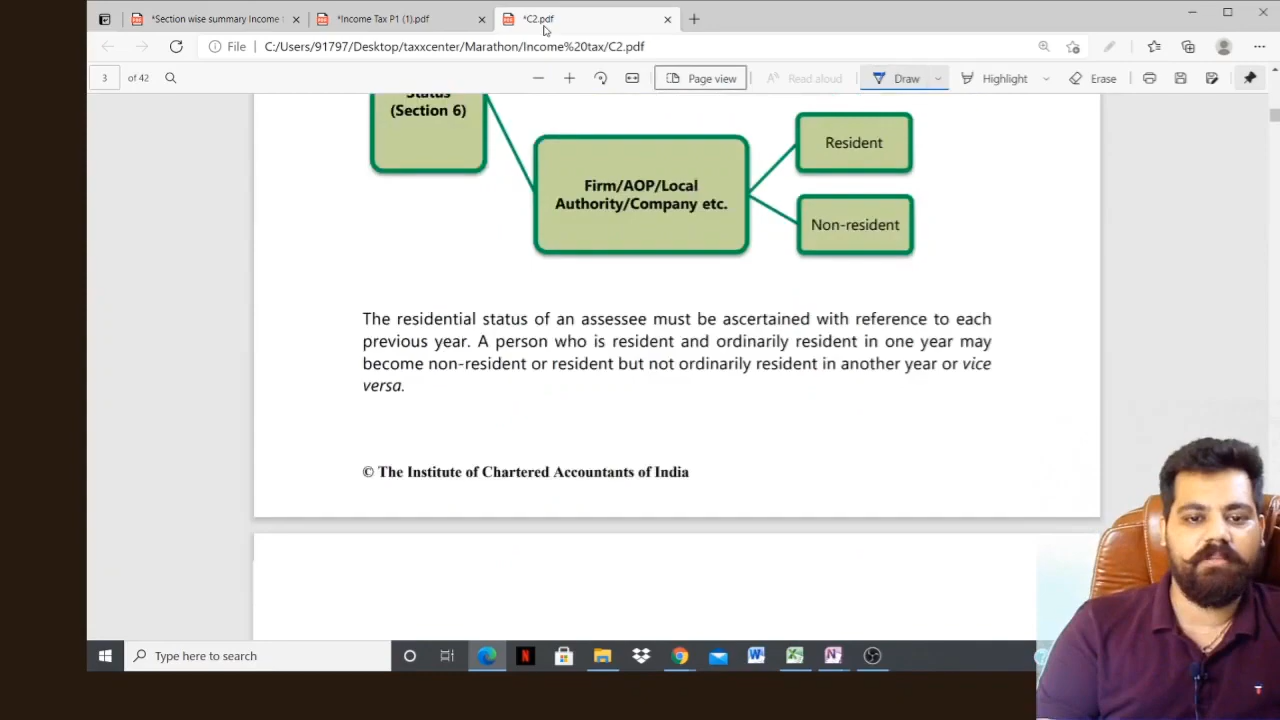 *Section wise summary Income
*Income Tax P1 (1).pdf
*C2.pdf
File
C:/Users/91797/Desktop/taxxcenter/Marathon/Income%20tax/C2.pdf
3
of 42
Page view
Read aloud
Draw
Highlight
Erase
Status
(Section 6)
Firm/AOP/Local
Authority/Company etc.
Resident
Non-resident
The residential status of an assessee must be ascertained with reference to each
previous year. A person who is resident and ordinarily resident in one year may
become non-resident or resident but not ordinarily resident in another year or vice
versa.
© The Institute of Chartered Accountants of India
Type here to search